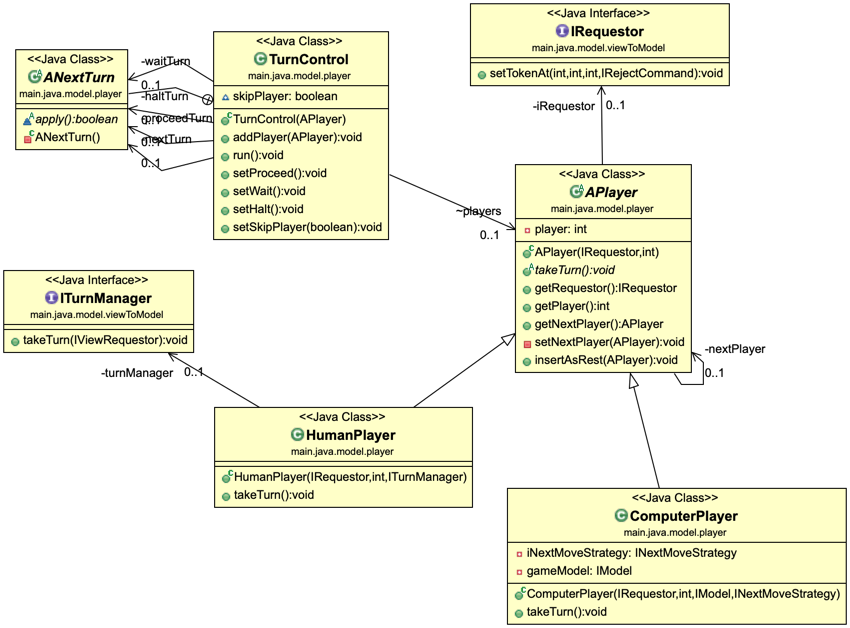 <<Java Class>>
ANextTurn
main.java.model.player
apply():boolean
ANextTurn()
-waitTurn
0..1
-haltTurn
0..1
-proceedTurn
0..1
-nextTurn
0..1
<<Java Class>>
TurnControl
main.java.model.player
skipPlayer: boolean
TurnControl(APlayer)
addPlayer(APlayer):void
run():void
setProceed():void
setWait():void
setHalt():void
setSkipPlayer(boolean):void
<<Java Interface>>
IRequestor
main.java.model.viewToModel
setTokenAt(int,int,int,IRejectCommand):void
-iRequestor
0..1
~players
0..1
<<Java Class>>
APlayer
main.java.model.player
player: int
APlayer(IRequestor,int)
takeTurn():void
getRequestor():IRequestor
getPlayer():int
getNextPlayer():APlayer
setNextPlayer(APlayer):void
insertAsRest(APlayer):void
-nextPlayer
0..1
<<Java Interface>>
ITurnManager
main.java.model.viewToModel
takeTurn(IViewRequestor):void
-turnManager
0..1
<<Java Class>>
HumanPlayer
main.java.model.player
HumanPlayer(IRequestor,int,ITurnManager)
takeTurn():void
<<Java Class>>
ComputerPlayer
main.java.model.player
iNextMoveStrategy: INextMoveStrategy
gameModel: IModel
ComputerPlayer(IRequestor,int,IModel,INextMoveStrategy)
takeTurn():void